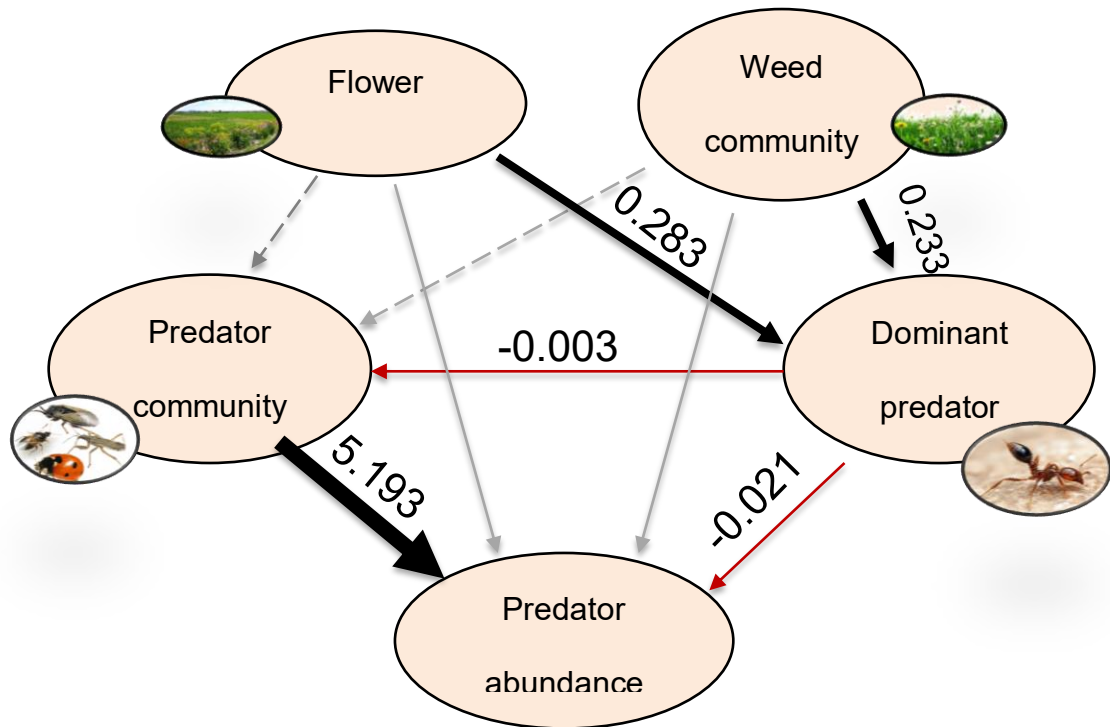 Flower
Weed
community
0.283
0.233
Predator
community
-0.003
Dominant
predator
5.193
-0.021
Predator
abundance